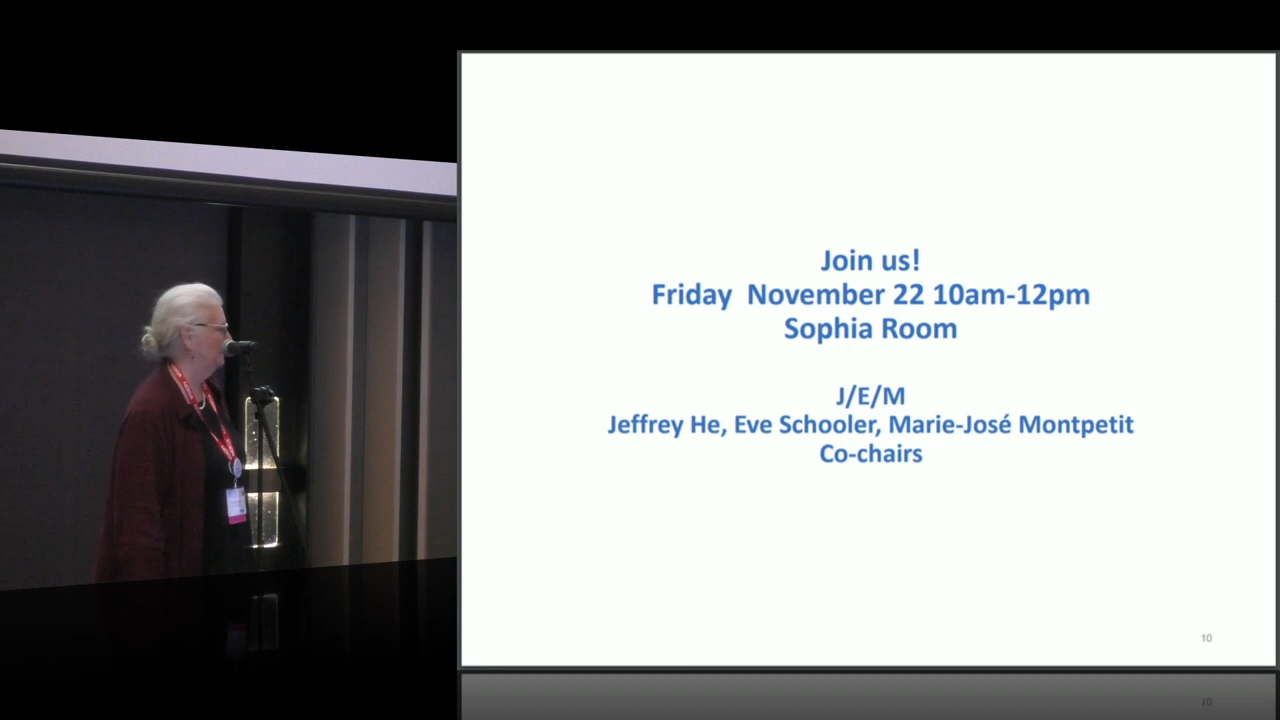 Join us!
Friday  November 22 10am-12pm
Sophia Room
J/E/M
Jeffrey He, Eve Schooler, Marie-José Montpetit
Co-chairs
10